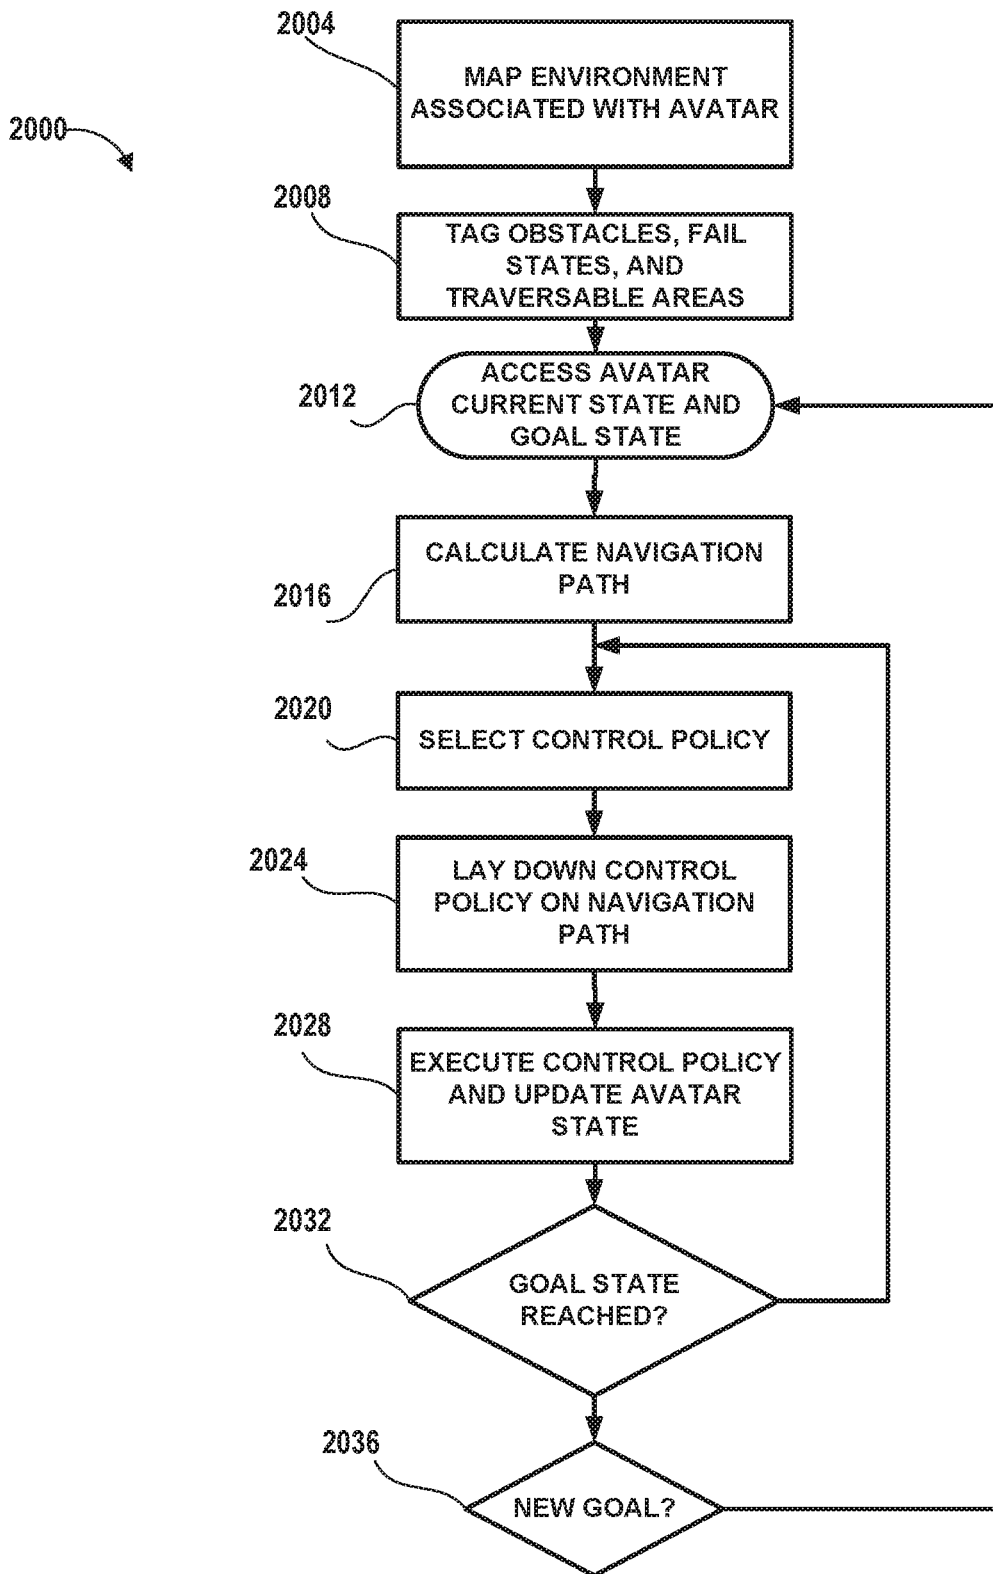 2004
MAP ENVIRONMENT
ASSOCIATED WITH AVATAR
2000
2008
TAG OBSTACLES, FAIL
STATES, AND
TRAVERSABLE AREAS
2012
ACCESS AVATAR
CURRENT STATE AND
GOAL STATE
2016
CALCULATE NAVIGATION
PATH
2020
SELECT CONTROL POLICY
2024
LAY DOWN CONTROL
POLICY ON NAVIGATION
PATH
2028
EXECUTE CONTROL POLICY
AND UPDATE AVATAR
STATE
2032
GOAL STATE
REACHED?
2036
NEW GOAL?